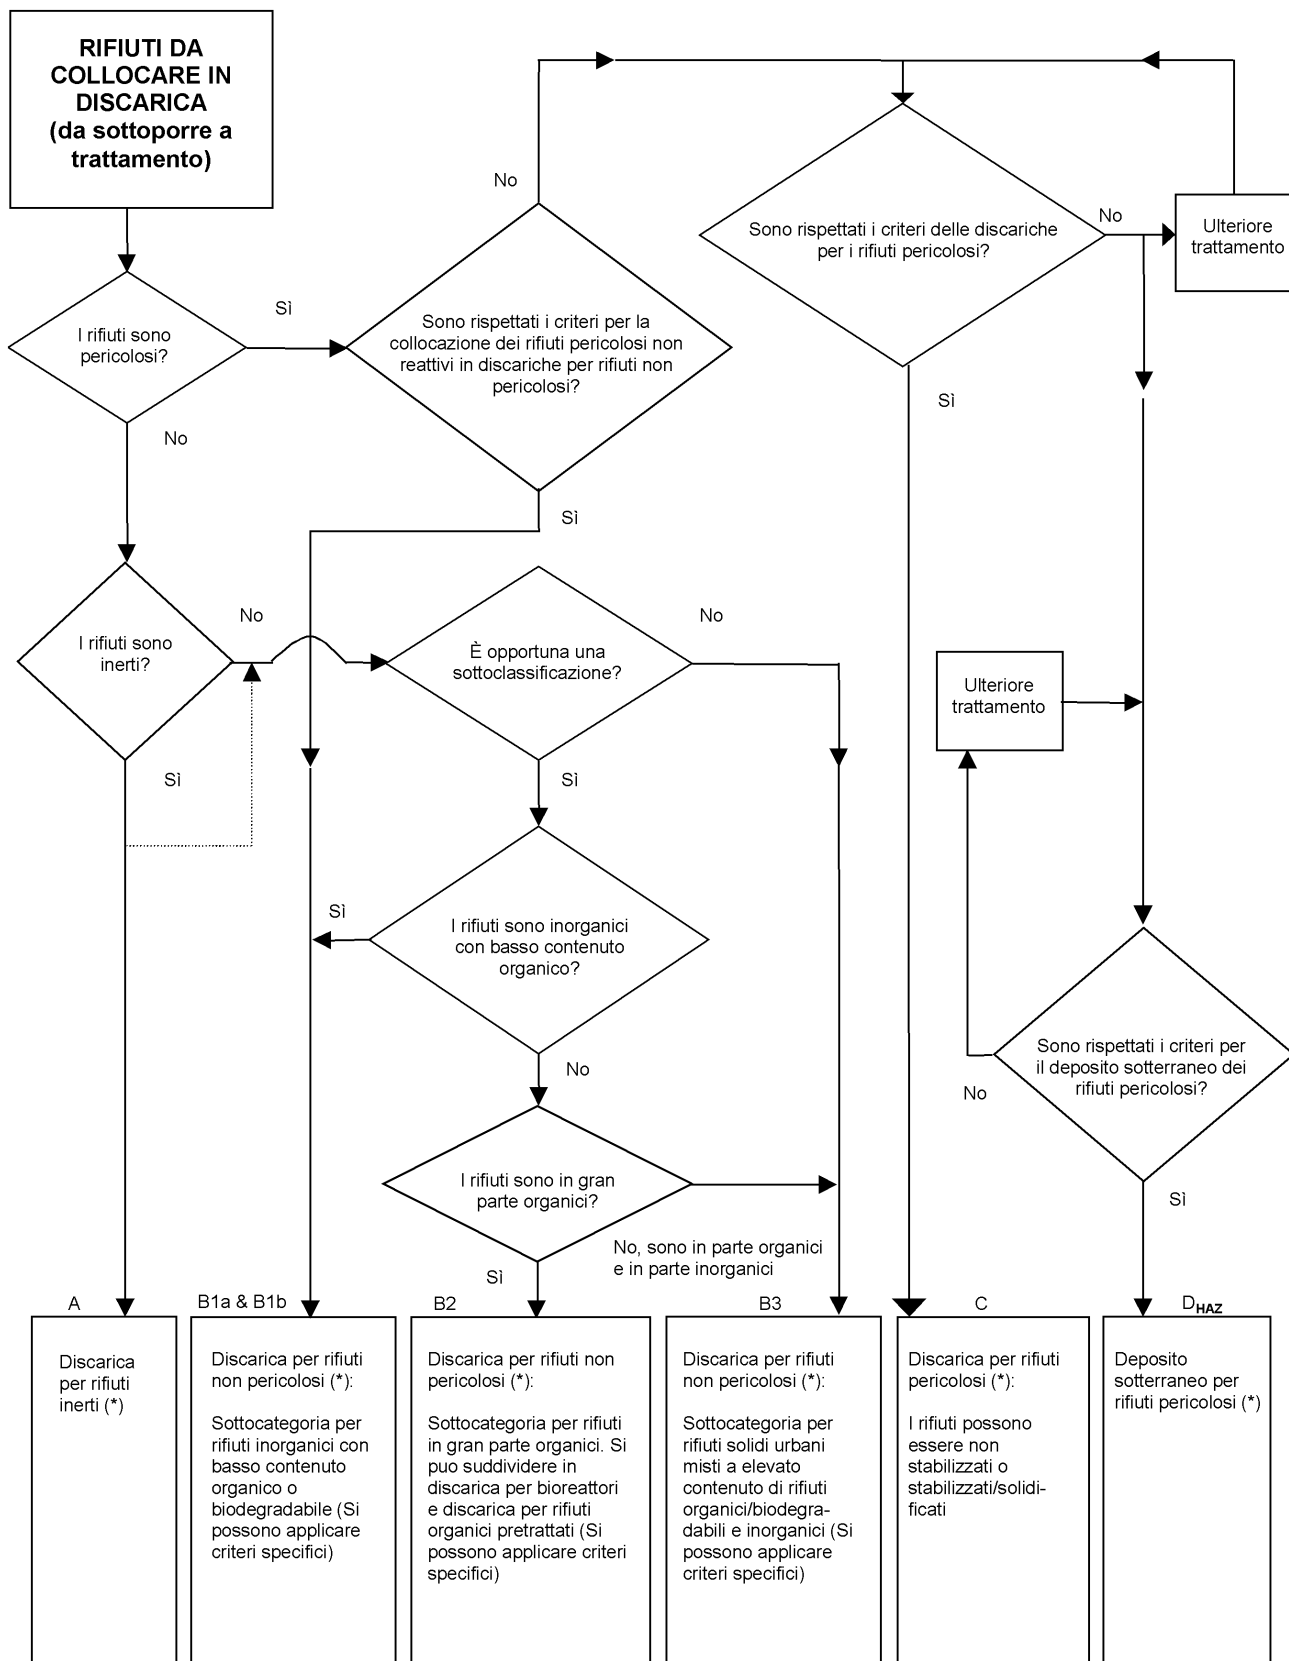 RIFIUTI DA
COLLOCARE IN
DISCARICA
(da sottoporre a
trattamento)
No
Sono rispettati i criteri delle discariche
per i rifiuti pericolosi?
No
Ulteriore
trattamento
I rifiuti sono
pericolosi?
Sì
Sono rispettati i criteri per la
collocazione dei rifiuti pericolosi non
reattivi in discariche per rifiuti non
pericolosi?
Sì
No
Sì
I rifiuti sono
inerti?
No
È opportuna una
sottoclassificazione?
No
Ulteriore
trattamento
Sì
Sì
Sì
I rifiuti sono inorganici
con basso contenuto
organico?
No
Sono rispettati i criteri per
il deposito sotterraneo dei
rifiuti pericolosi?
No
Sì
I rifiuti sono in gran
parte organici?
No, sono in parte organici
e in parte inorganici
Sì
A
Discarica
per rifiuti
inerti (*)
B1a & B1b
Discarica per rifiuti
non pericolosi (*):
Sottocategoria per
rifiuti inorganici con
basso contenuto
organico o
biodegradabile (Si
possono applicare
criteri specifici)
B2
Discarica per rifiuti non
pericolosi (*):
Sottocategoria per rifiuti
in gran parte organici. Si
puo suddividere in
discarica per bioreattori
e discarica per rifiuti
organici pretrattati (Si
possono applicare criteri
specifici)
B3
Discarica per rifiuti
non pericolosi (*):
Sottocategoria per
rifiuti solidi urbani
misti a elevato
contenuto di rifiuti
organici/biodegra-
dabili e inorganici (Si
possono applicare
criteri specifici)
C
Discarica per rifiuti
pericolosi (*):
I rifiuti possono
essere non
stabilizzati o
stabilizzati/solidi-
ficati
DHAZ
Deposito
sotterraneo per
rifiuti pericolosi (*)